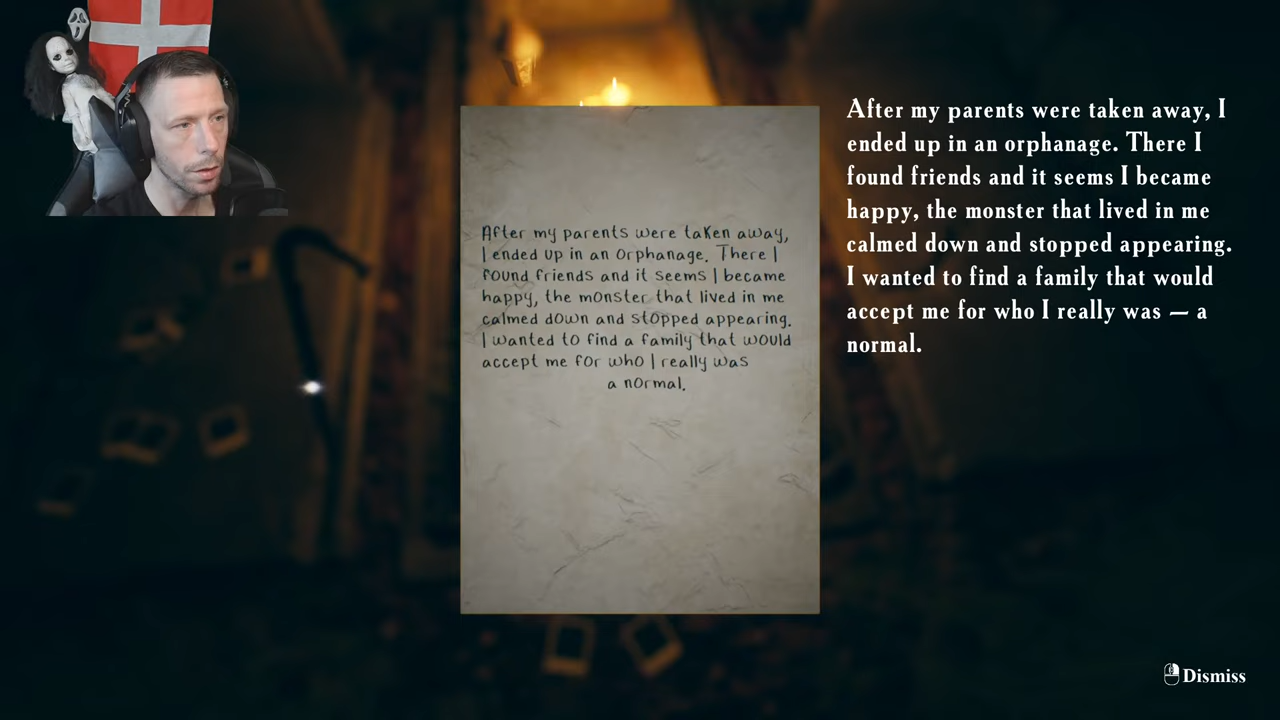 After my parents were taken away,
I ended up in an orphanage. There I
found friends and it seems I became
happy, the monster that lived in me
calmed down and stopped appearing.
I wanted to find a family that would
accept me for who I really was
a normal.
After my parents were taken away, I
ended up in an orphanage. There I
found friends and it seems I became
happy, the monster that lived in me
calmed down and stopped appearing.
I wanted to find a family that would
accept me for who I really was — a
normal.
Dismiss